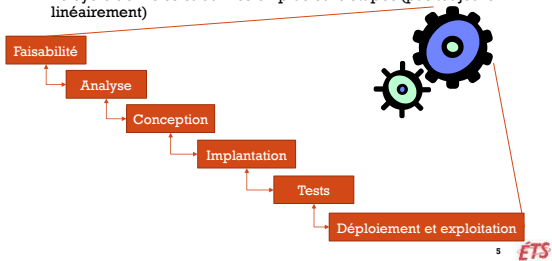 linéairement)
Faisabilité
Analyse
Conception
Implantation
Tests
Déploiement et exploitation
5
ÉTS